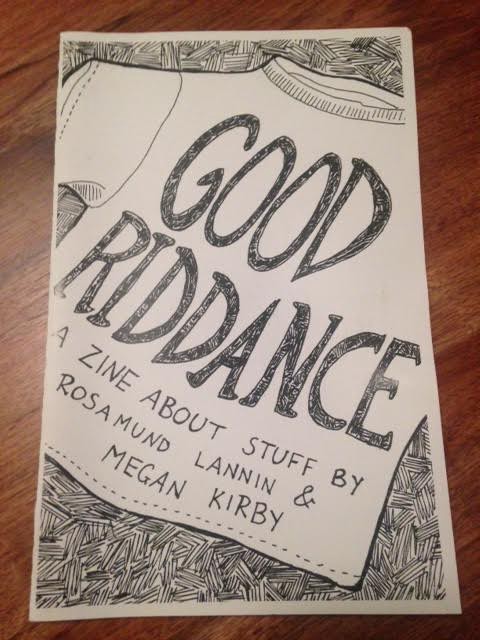 GOOD
RIDDANCE
A ZINE ABOUT STUFF BY
ROSAMUND LANNIN &
MEGAN KIRBY